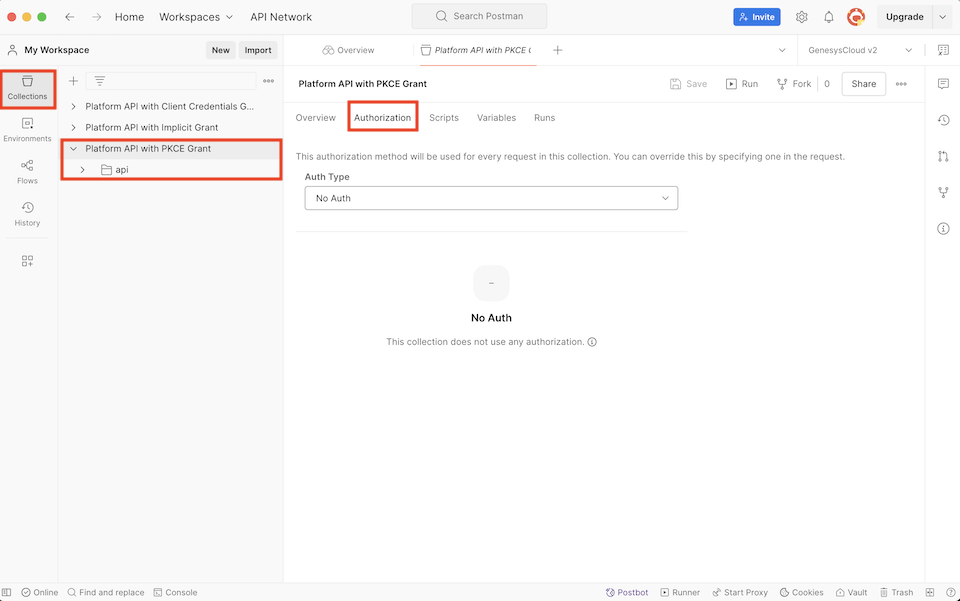 Home Workspaces API Network Search Postman Invite Upgrade
My Workspace New Import Overview Platform API with PKCE GenesysCloud v2
Collections
Environments
Flows
History
Platform API with Client Credentials G...
Platform API with Implicit Grant
Platform API with PKCE Grant
api
Platform API with PKCE Grant Save Run Fork 0 Share
Overview Authorization Scripts Variables Runs
This authorization method will be used for every request in this collection. You can override this by specifying one in the request.
Auth Type
No Auth
No Auth
This collection does not use any authorization.
Online Find and replace Console Postbot Runner Start Proxy Cookies Vault Trash